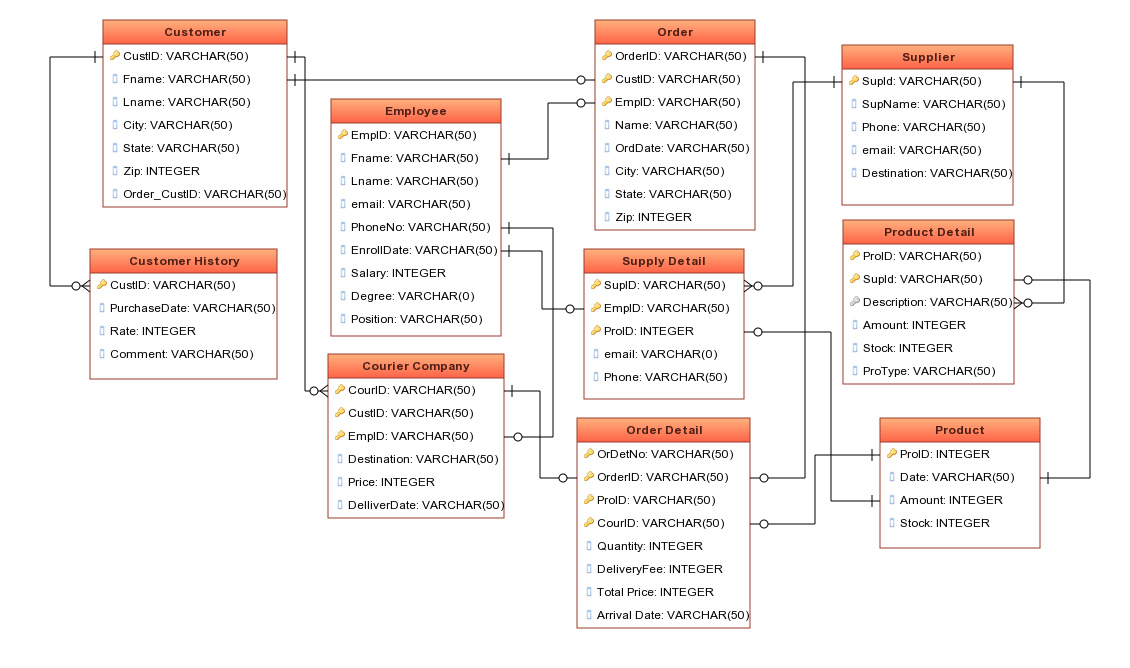 Customer
CustID: VARCHAR(50)
Fname: VARCHAR(50)
Lname: VARCHAR(50)
City: VARCHAR(50)
State: VARCHAR(50)
Zip: INTEGER
Order_CustID: VARCHAR(50)
Customer History
CustID: VARCHAR(50)
PurchaseDate: VARCHAR(50)
Rate: INTEGER
Comment: VARCHAR(50)
Employee
EmpID: VARCHAR(50)
Fname: VARCHAR(50)
Lname: VARCHAR(50)
email: VARCHAR(50)
PhoneNo: VARCHAR(50)
EnrollDate: VARCHAR(50)
Salary: INTEGER
Degree: VARCHAR(0)
Position: VARCHAR(50)
Courier Company
CourID: VARCHAR(50)
CustID: VARCHAR(50)
EmpID: VARCHAR(50)
Destination: VARCHAR(50)
Price: INTEGER
DelliverDate: VARCHAR(50)
Order
OrderID: VARCHAR(50)
CustID: VARCHAR(50)
EmpID: VARCHAR(50)
Name: VARCHAR(50)
OrdDate: VARCHAR(50)
City: VARCHAR(50)
State: VARCHAR(50)
Zip: INTEGER
Supply Detail
SupID: VARCHAR(50)
EmpID: VARCHAR(50)
ProID: INTEGER
email: VARCHAR(0)
Phone: VARCHAR(50)
Order Detail
OrDetNo: VARCHAR(50)
OrderID: VARCHAR(50)
ProID: VARCHAR(50)
CourID: VARCHAR(50)
Quantity: INTEGER
DeliveryFee: INTEGER
Total Price: INTEGER
Arrival Date: VARCHAR(50)
Supplier
SupId: VARCHAR(50)
SupName: VARCHAR(50)
Phone: VARCHAR(50)
email: VARCHAR(50)
Destination: VARCHAR(50)
Product Detail
ProID: VARCHAR(50)
SupId: VARCHAR(50)
Description: VARCHAR(50)
Amount: INTEGER
Stock: INTEGER
ProType: VARCHAR(50)
Product
ProID: INTEGER
Date: VARCHAR(50)
Amount: INTEGER
Stock: INTEGER